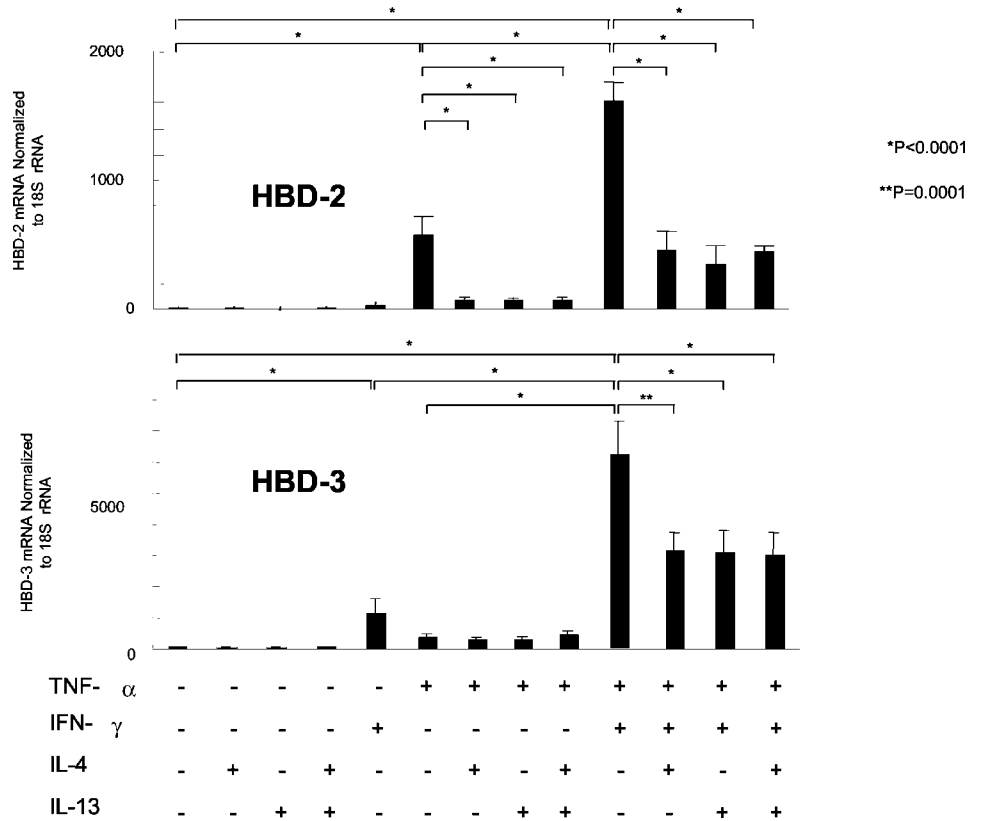 * *
* * *
* *
*
*
2000
1000
0
HBD-2 mRNA Normalized
to 18S rRNA
HBD-2
*P<0.0001
**P=0.0001
* *
* * *
* **
5000
0
HBD-3 mRNA Normalized
to 18S rRNA
HBD-3
TNF- α - - - - - + + + + + + + +
IFN- γ - - - - + - - - - + + + +
IL-4 - + - + - - + - + - + - +
IL-13 - - + + - - - + + - - + +